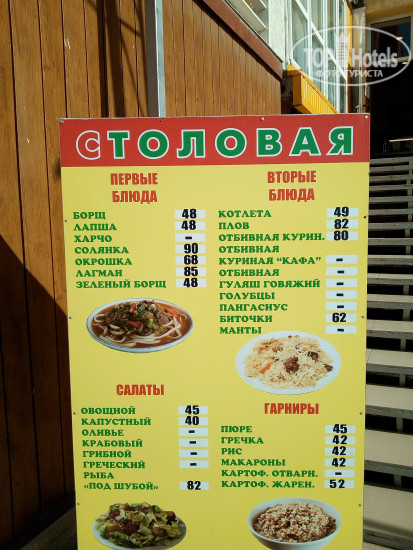 TOPHotels
ФОТОТУРИСТА
СТОЛОВАЯ
ПЕРВЫЕ
БЛЮДА
БОРЩ 48
ЛАПША 48
ХАРЧО –
СОЛЯНКА 90
ОКРОШКА 68
ЛАГМАН 85
ЗЕЛЕНЫЙ БОРЩ 48
ВТОРЫЕ
БЛЮДА
КОТЛЕТА 49
ПЛОВ 82
ОТБИВНАЯ КУРИН. 80
ОТБИВНАЯ
КУРИНАЯ "КАФА" –
ОТБИВНАЯ –
ГУЛЯШ ГОВЯЖИЙ –
ГОЛУБЦЫ –
ПАНГАСИУС –
БИТОЧКИ 62
МАНТЫ –
САЛАТЫ
ОВОЩНОЙ 45
КАПУСТНЫЙ 40
ОЛИВЬЕ –
КРАБОВЫЙ –
ГРИБНОЙ –
ГРЕЧЕСКИЙ –
РЫБА
«ПОД ШУБОЙ» 82
ГАРНИРЫ
ПЮРЕ 45
ГРЕЧКА 42
РИС 42
МАКАРОНЫ 42
КАРТОФ. ОТВАРН. –
КАРТОФ. ЖАРЕН. 52